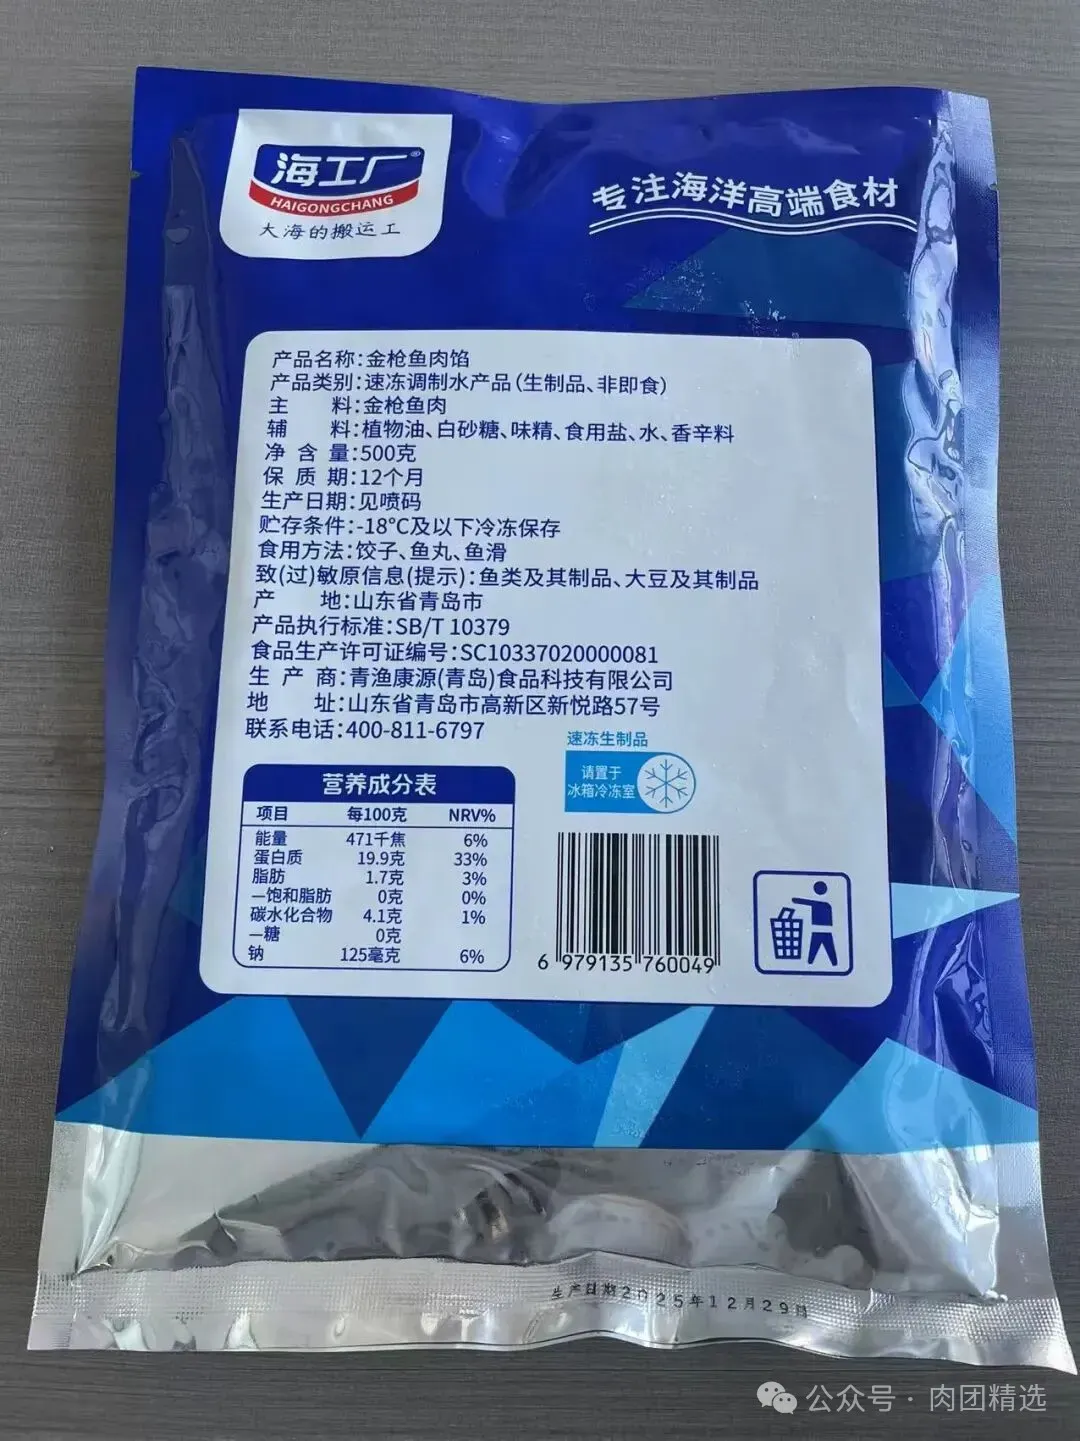 海工厂®
HAIGONGCHANG
大海的搬运工
专注海洋高端食材
产品名称:金枪鱼肉馅
产品类别:速冻调制水产品(生制品、非即食)
主 料:金枪鱼肉
辅 料:植物油、白砂糖、味精、食用盐、水、香辛料
净 含 量:500克
保 质 期:12个月
生产日期:见喷码
贮存条件:-18℃及以下冷冻保存
食用方法:饺子、鱼丸、鱼滑
致(过)敏原信息(提示):鱼类及其制品、大豆及其制品
产 地:山东省青岛市
产品执行标准:SB/T 10379
食品生产许可证编号:SC10337020000081
生 产 商:青渔康源(青岛)食品科技有限公司
地 址:山东省青岛市高新区新悦路57号
联系电话:400-811-6797
速冻生制品
请置于
冰箱冷冻室
营养成分表
项目 每100克 NRV%
能量 471千焦 6%
蛋白质 19.9克 33%
脂肪 1.7克 3%
—饱和脂肪 0克 0%
碳水化合物 4.1克 1%
—糖 0克
钠 125毫克 6%
6 979135 760049
生产日期2025年12月29日
公众号·肉团精选